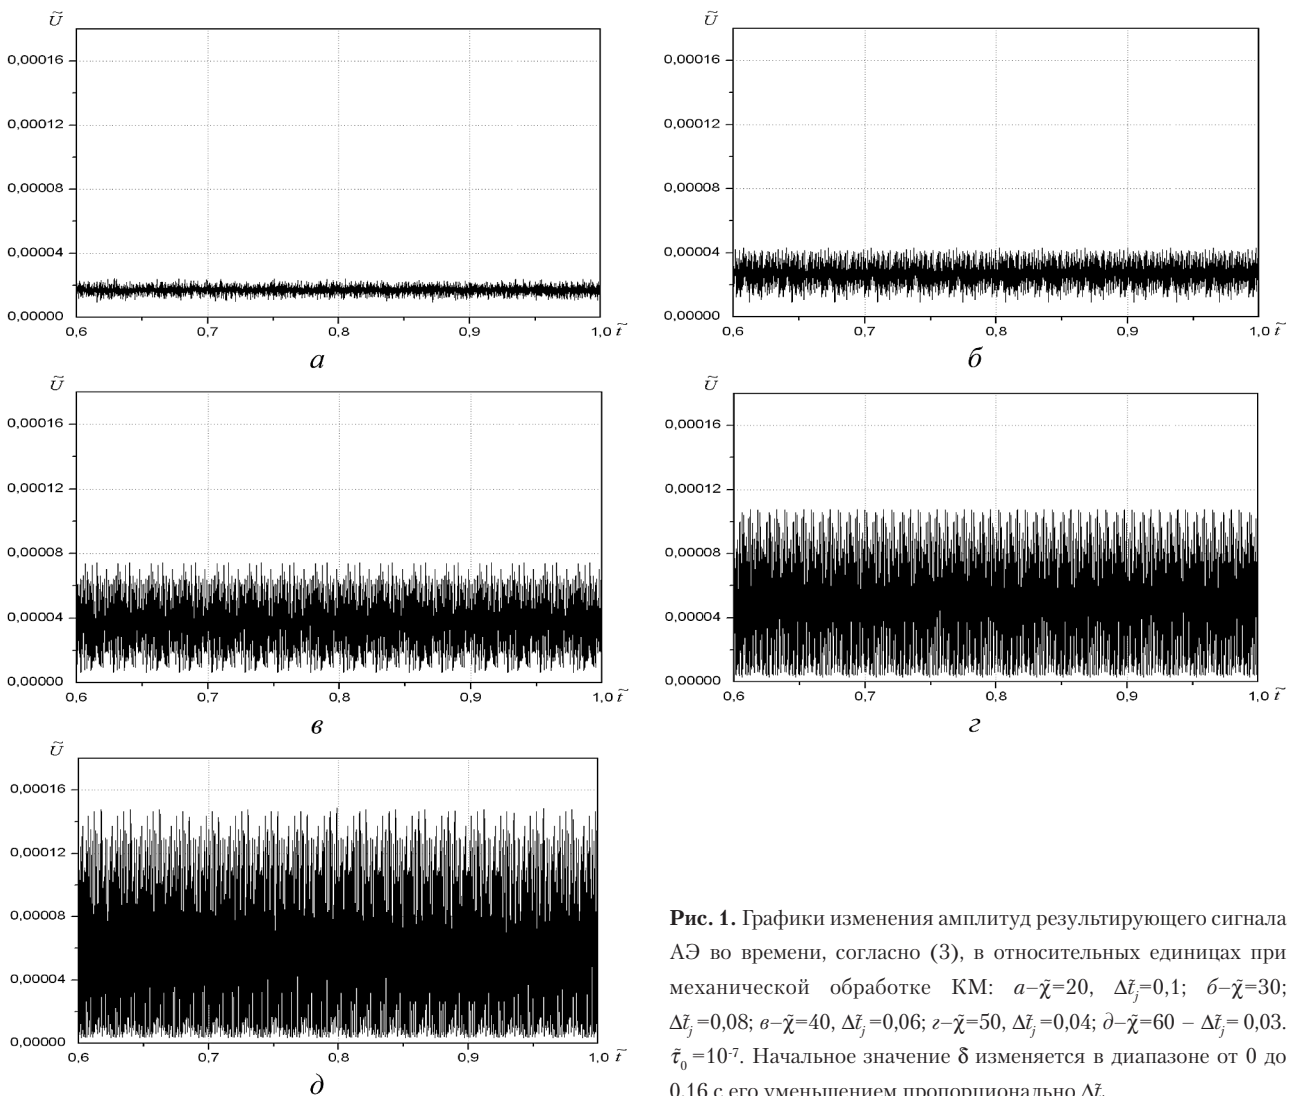 Ũ
Ũ
0,00016
0,00012
0,00008
0,00004
0,00000
0,6
0,7
0,8
0,9
1,0 t̃
а
0,00016
0,00012
0,00008
0,00004
0,00000
0,6
0,7
0,8
0,9
1,0 t̃
б
Ũ
Ũ
0,00016
0,00012
0,00008
0,00004
0,00000
0,6
0,7
0,8
0,9
1,0 t̃
в
0,00016
0,00012
0,00008
0,00004
0,00000
0,6
0,7
0,8
0,9
1,0 t̃
г
Ũ
0,00016
0,00012
0,00008
0,00004
0,00000
0,6
0,7
0,8
0,9
1,0 t̃
д
Рис. 1. Графики изменения амплитуд результирующего сигнала
АЭ во времени, согласно (3), в относительных единицах при
механической обработке КМ: а–χ̃=20, Δt̃ⱼ=0,1; б–χ̃=30;
Δt̃ⱼ=0,08; в–χ̃=40, Δt̃ⱼ=0,06; г–χ̃=50, Δt̃ⱼ=0,04; д–χ̃=60 – Δt̃ⱼ= 0,03.
τ̃₀=10⁻⁷. Начальное значение δ изменяется в диапазоне от 0 до
0,16 с его уменьшением пропорционально Δt̃